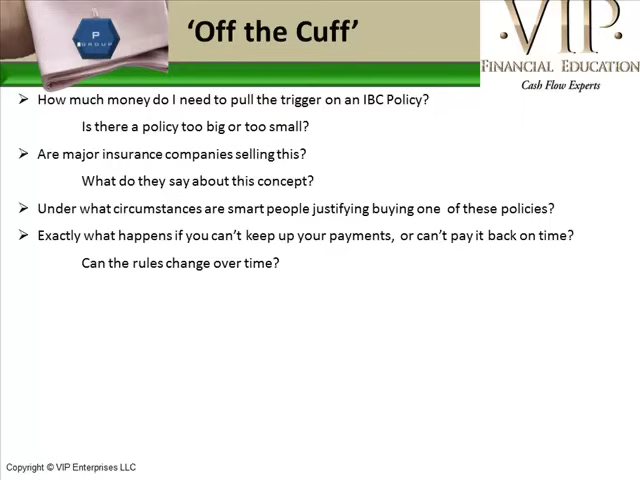 ‘Off the Cuff’
P
GROUP
VIP
FINANCIAL EDUCATION
Cash Flow Experts
How much money do I need to pull the trigger on an IBC Policy?
Is there a policy too big or too small?
Are major insurance companies selling this?
What do they say about this concept?
Under what circumstances are smart people justifying buying one of these policies?
Exactly what happens if you can’t keep up your payments, or can’t pay it back on time?
Can the rules change over time?
Copyright © VIP Enterprises LLC